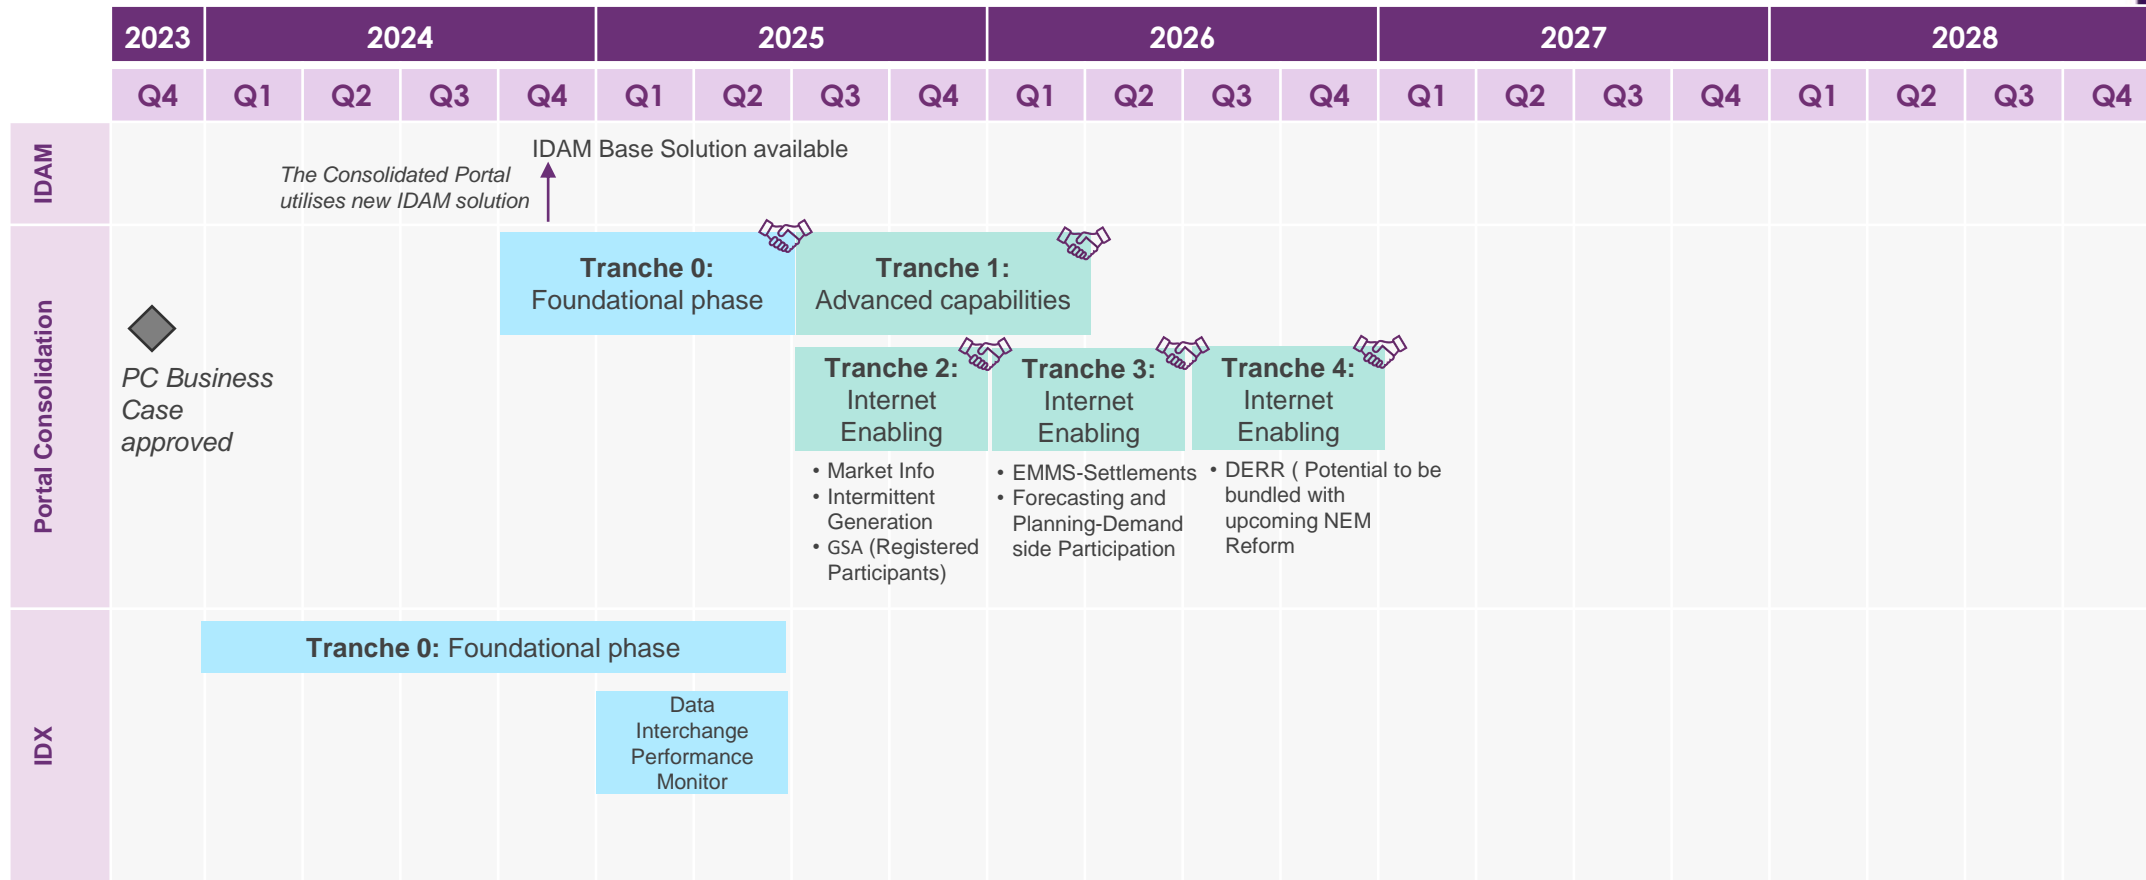 2023 2024 2025 2026 2027 2028
Q4 Q1 Q2 Q3 Q4 Q1 Q2 Q3 Q4 Q1 Q2 Q3 Q4 Q1 Q2 Q3 Q4 Q1 Q2 Q3 Q4
IDAM
IDAM Base Solution available
The Consolidated Portal
utilises new IDAM solution
Portal Consolidation
PC Business
Case
approved
Tranche 0:
Foundational phase
Tranche 1:
Advanced capabilities
Tranche 2:
Internet
Enabling
• Market Info
• Intermittent
Generation
• GSA (Registered
Participants)
Tranche 3:
Internet
Enabling
• EMMS-Settlements
• Forecasting and
Planning-Demand
side Participation
Tranche 4:
Internet
Enabling
• DERR ( Potential to be
bundled with
upcoming NEM
Reform
IDX
Tranche 0: Foundational phase
Data
Interchange
Performance
Monitor